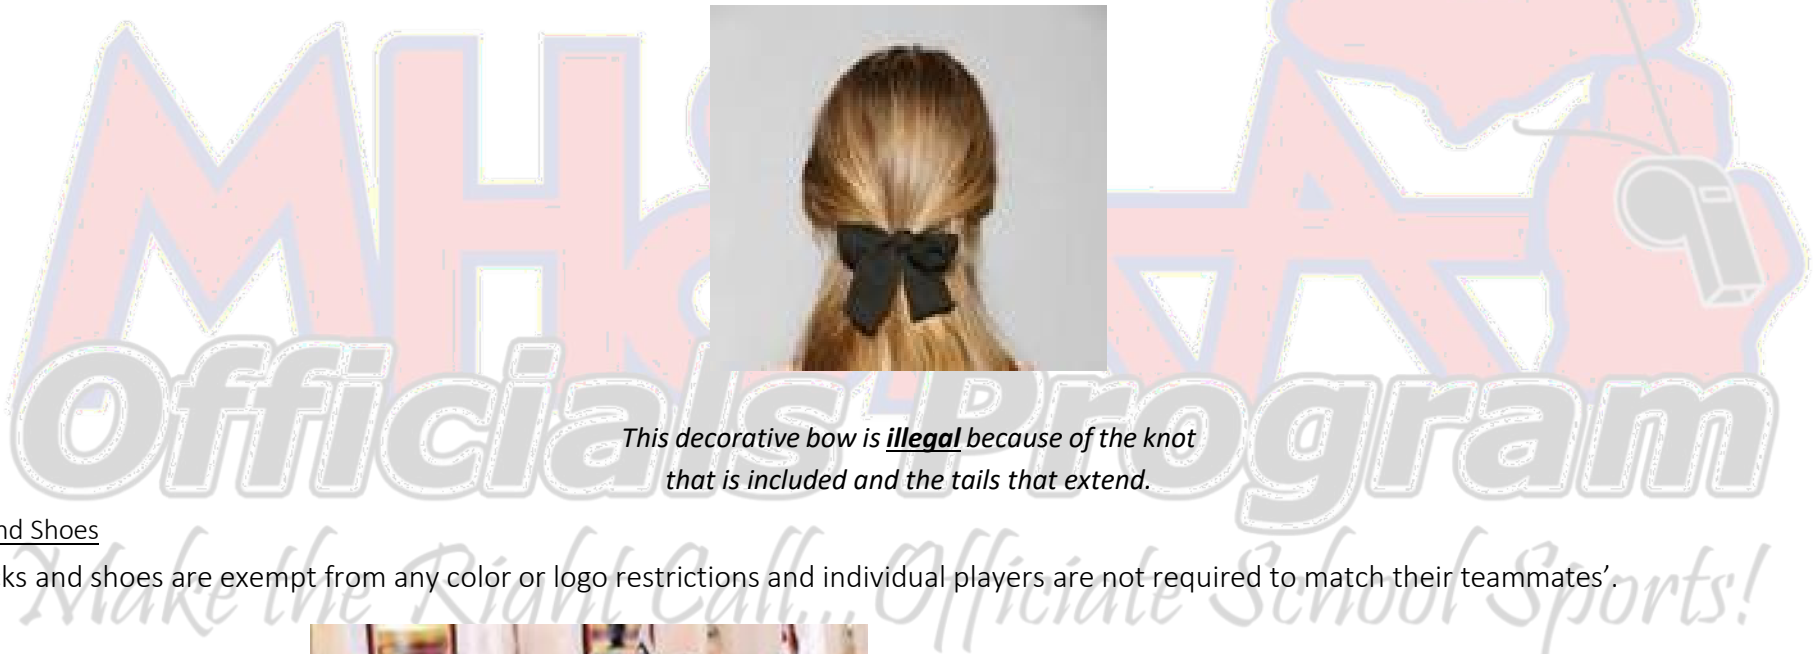 This decorative bow is illegal because of the knot
that is included and the tails that extend.
nd Shoes
ks and shoes are exempt from any color or logo restrictions and individual players are not required to match their teammates’.
Officials Program
Make the Right Call...Officiate School Sports!